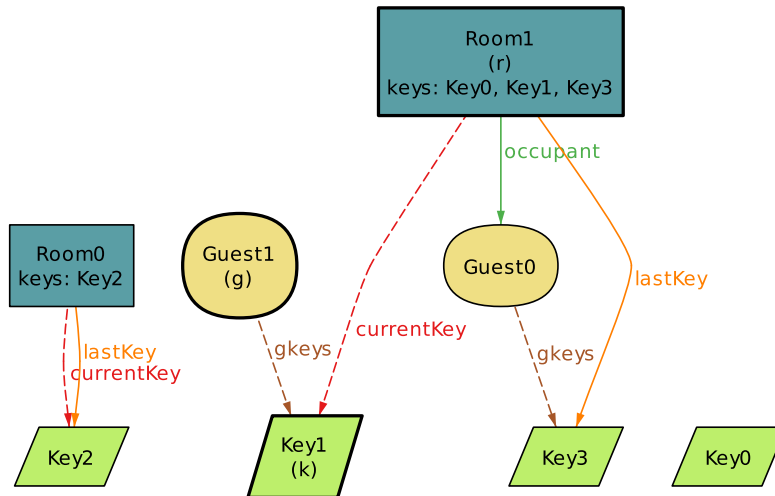 Room1
(r)
keys: Key0, Key1, Key3
occupant
Room0
keys: Key2
Guest1
(g)
Guest0
lastKey
currentKey
gkeys
gkeys
lastKey
currentKey
Key2
Key1
(k)
Key3
Key0